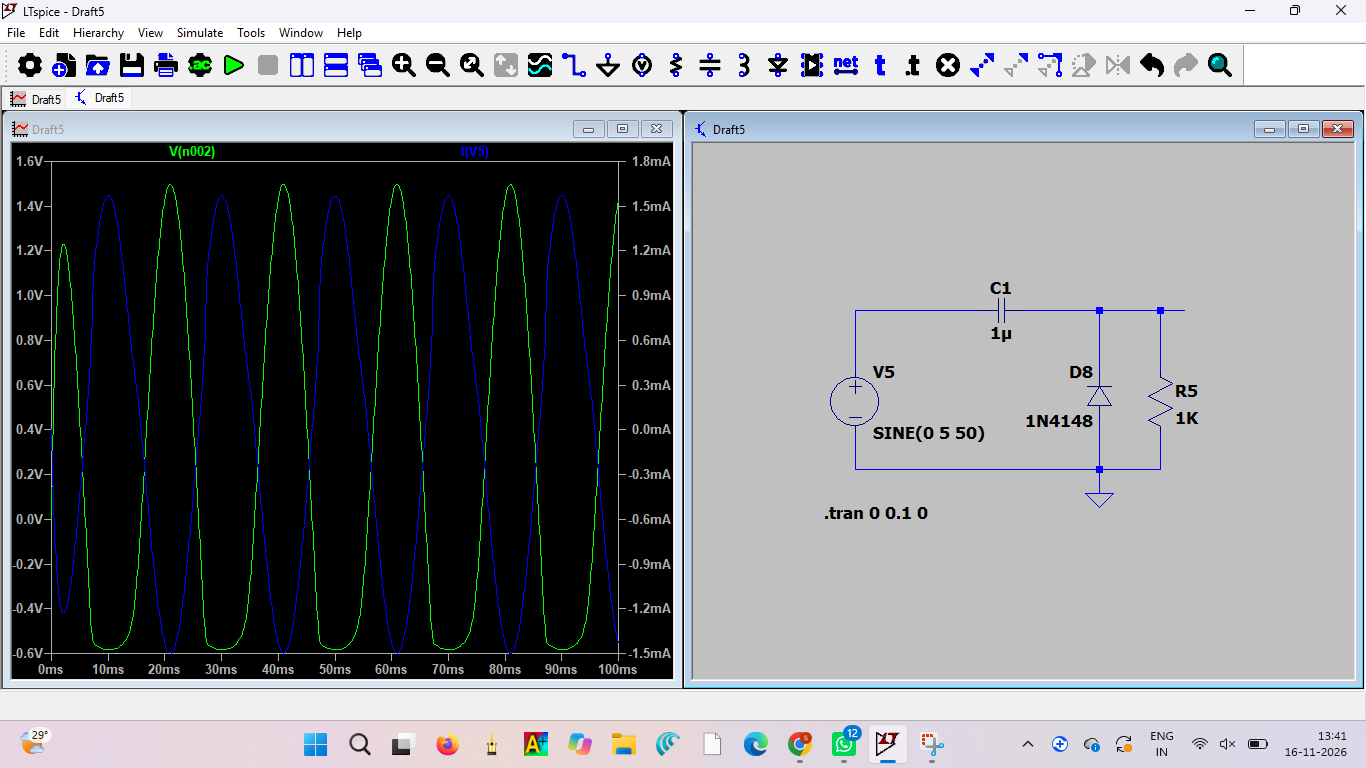 LTspice - Draft5
File Edit Hierarchy View Simulate Tools Window Help
.ac
net t .t
Draft5 Draft5
Draft5
V(n002) I(V5)
1.6V 1.8mA
1.4V 1.5mA
1.2V 1.2mA
1.0V 0.9mA
0.8V 0.6mA
0.6V 0.3mA
0.4V 0.0mA
0.2V -0.3mA
0.0V -0.6mA
-0.2V -0.9mA
-0.4V -1.2mA
-0.6V -1.5mA
0ms 10ms 20ms 30ms 40ms 50ms 60ms 70ms 80ms 90ms 100ms
Draft5
C1
1µ
V5
SINE(0 5 50)
D8
1N4148
R5
1K
.tran 0 0.1 0
29°
12
ENG
IN
13:41
16-11-2026